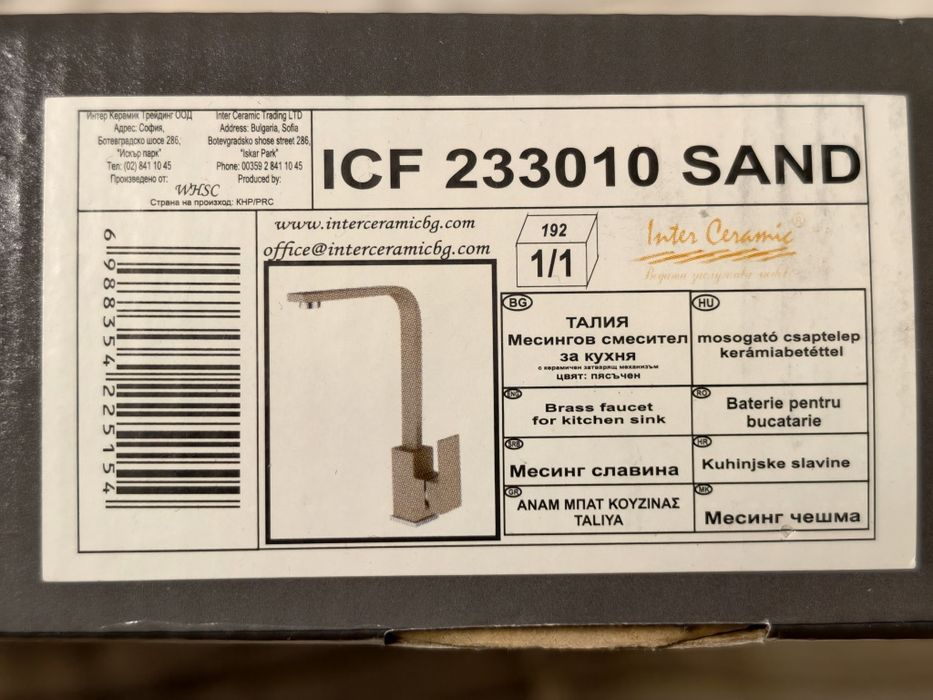 Интер Керамик Трейдинг ООД
Адрес: София,
Ботевградско шосе 286,
"Искър парк"
Тел: (02) 841 10 45
Произведено от:
Inter Ceramic Trading LTD
Address: Bulgaria, Sofia
Botevgradsko shose street 286,
"Iskar Park"
Phone: 00359 2 841 10 45
Produced by:
WHSC
Страна на произход: КНР/PRC
ICF 233010 SAND
6 988354 225154
www.interceramicbg.com
office@interceramicbg.com
192
1/1
Inter Ceramic®
BG
ТАЛИЯ
Месингов смесител
за кухня
с керамичен затварящ механизъм
цвят: пясъчен
HU
mosogató csaptelep
kerámiabetéttel
ENG
Brass faucet
for kitchen sink
RO
Baterie pentru
bucatarie
SRB
Месинг славина
HR
Kuhinjske slavine
GR
ΑΝΑΜ ΜΠΑΤ ΚΟΥΖΙΝΑΣ
TALIYA
MK
Месинг чешма